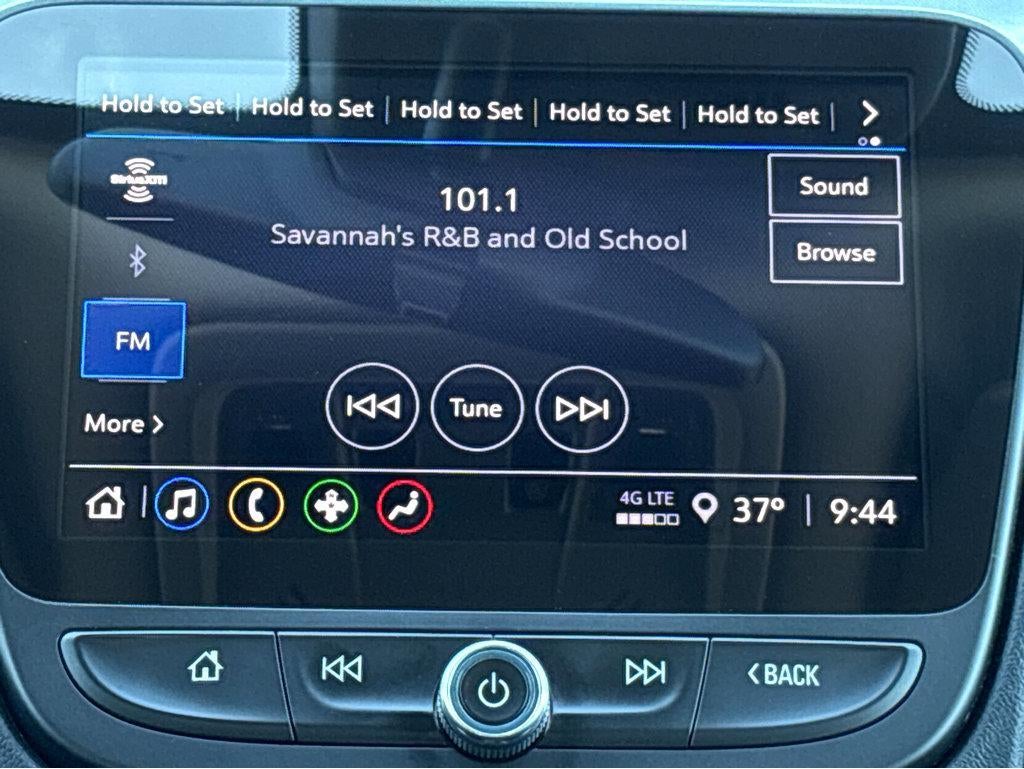 Hold to Set | Hold to Set | Hold to Set | Hold to Set | Hold to Set |
SiriusXM
101.1
Sound
Savannah's R&B and Old School
Browse
FM
Tune
More >
4G LTE
37° | 9:44
<BACK